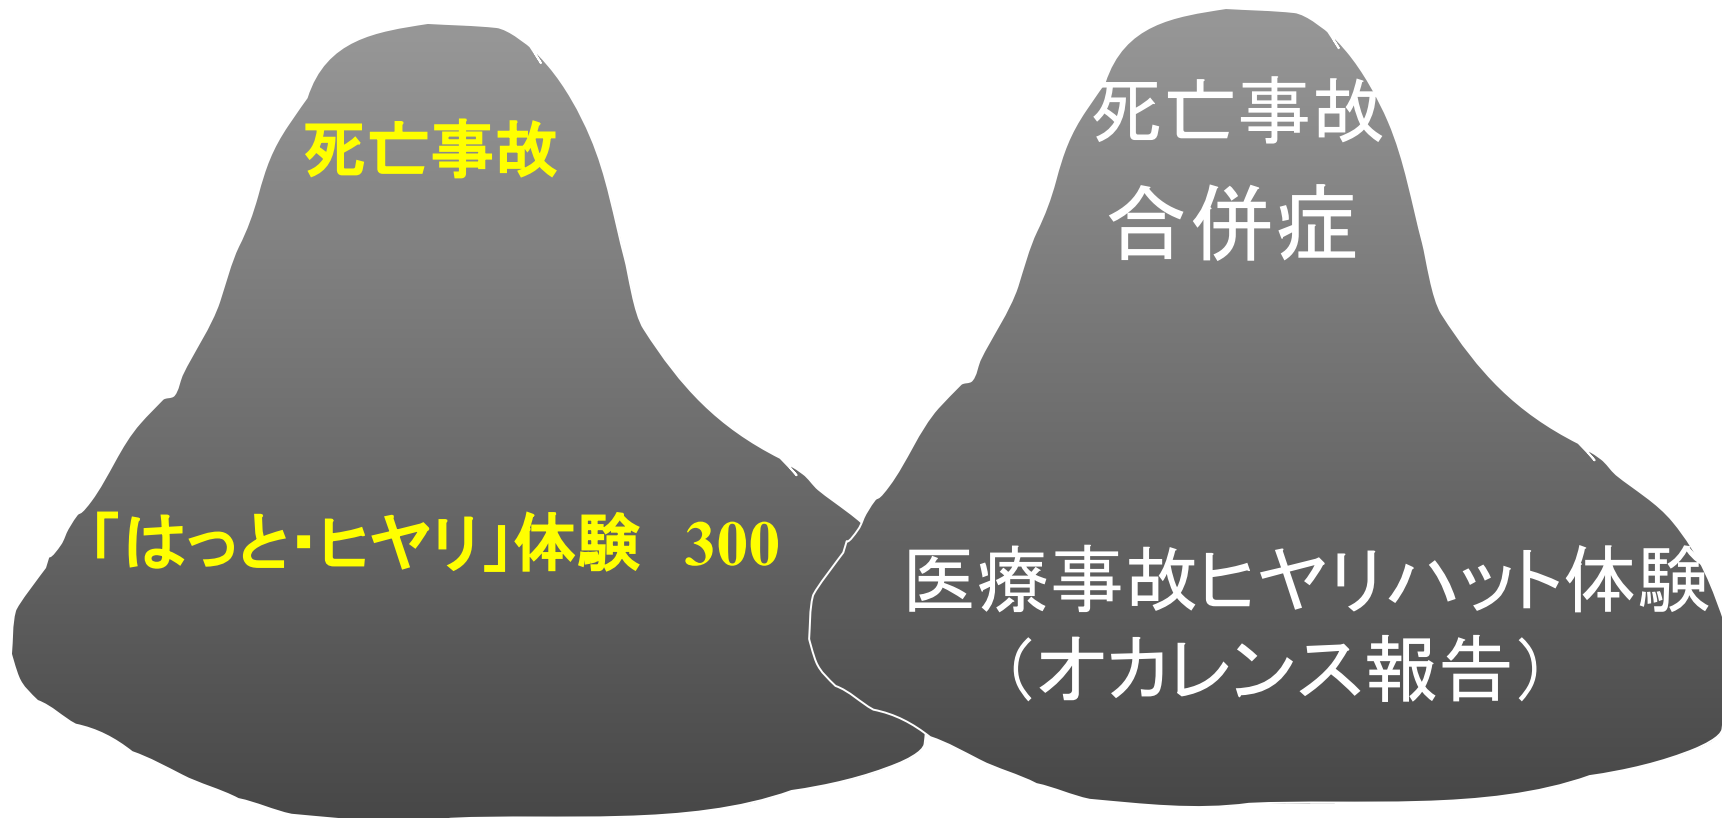 死亡事故
「はっと・ヒヤリ」体験　300
死亡事故
合併症
医療事故ヒヤリハット体験
（オカレンス報告）